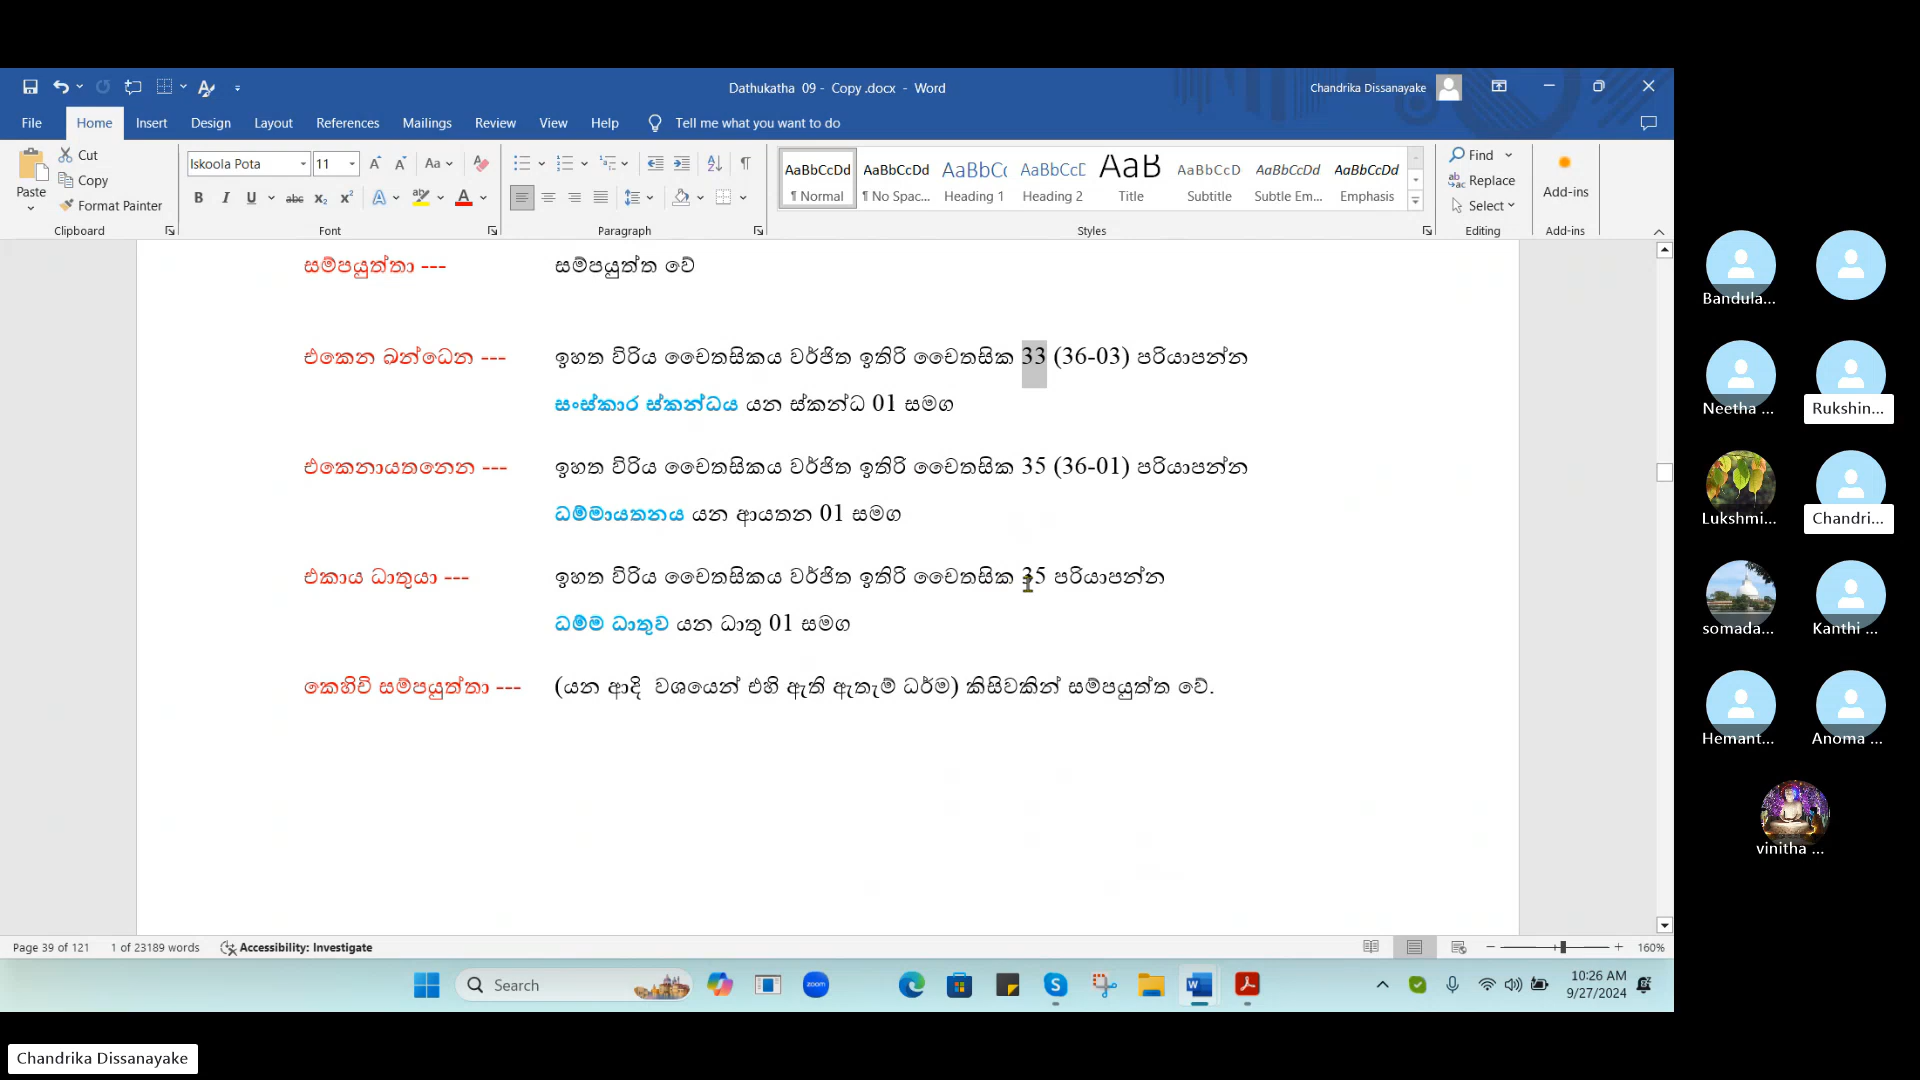 Dathukatha 09 - Copy .docx - Word
Chandrika Dissanayake
File Home Insert Design Layout References Mailings Review View Help Tell me what you want to do
Paste Cut Copy Format Painter
Iskoola Pota 11
AaBbCcDd AaBbCcDd AaBbCc AaBbCcD AaB AaBbCcD AaBbCcDd AaBbCcDd
¶ Normal ¶ No Spac... Heading 1 Heading 2 Title Subtitle Subtle Em... Emphasis
Find Replace Select
Add-ins
Clipboard Font Paragraph Styles Editing Add-ins
සම්පයුත්තා --- සම්පයුත්ත වේ
එකෙන ඛන්ධෙන --- ඉහත විරිය චෛතසිකය වර්ජිත ඉතිරි චෛතසික 33 (36-03) පරියාපන්න
සංස්කාර ස්කන්ධය යන ස්කන්ධ 01 සමග
එකෙනායතනෙන --- ඉහත විරිය චෛතසිකය වර්ජිත ඉතිරි චෛතසික 35 (36-01) පරියාපන්න
ධම්මායතනය යන ආයතන 01 සමග
එකාය ධාතුයා --- ඉහත විරිය චෛතසිකය වර්ජිත ඉතිරි චෛතසික 35 පරියාපන්න
ධම්ම ධාතුව යන ධාතු 01 සමග
කෙහිචි සම්පයුත්තා --- (යන ආදි වශයෙන් එහි ඇති ඇතැම් ධර්ම) කිසිවකින් සම්පයුත්ත වේ.
Page 39 of 121 1 of 23189 words Accessibility: Investigate 160%
Search zoom
10:26 AM
9/27/2024
Bandula...
Neetha ... Rukshin...
Lukshmi... Chandri...
somada... Kanthi ...
Hemant... Anoma ...
vinitha ...
Chandrika Dissanayake